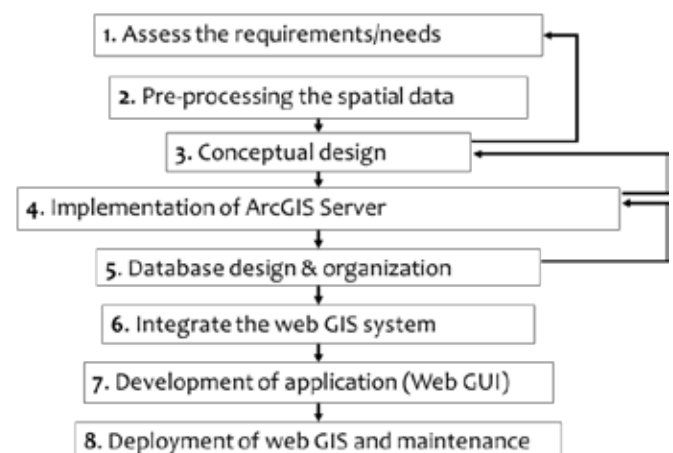 1. Assess the requirements/needs
2. Pre-processing the spatial data
3. Conceptual design
4. Implementation of ArcGIS Server
5. Database design & organization
6. Integrate the web GIS system
7. Development of application (Web GUI)
8. Deployment of web GIS and maintenance